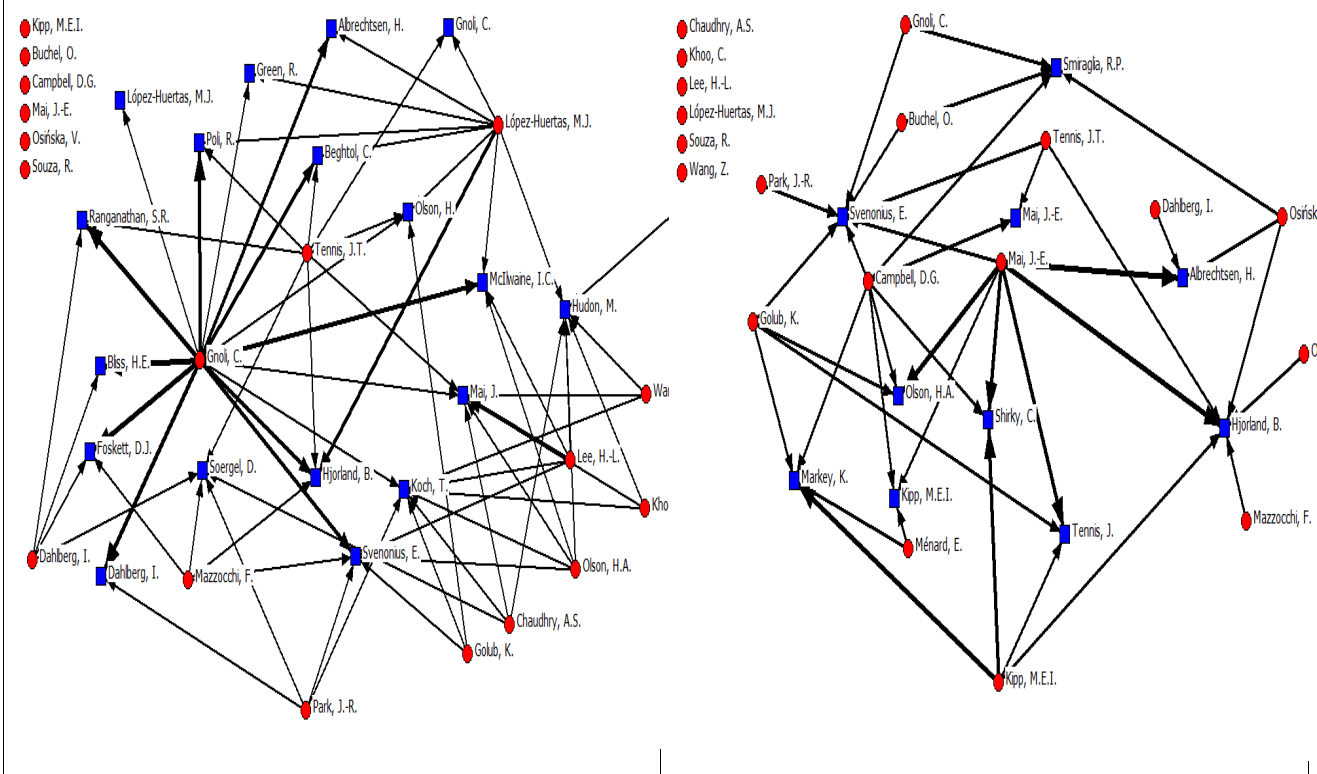 Kipp, M.E.I.
Buchel, O.
Campbell, D.G.
Mai, J.-E.
Osińska, V.
Souza, R.
Albrechtsen, H.
Gnoli, C.
Green, R.
López-Huertas, M.J.
López-Huertas, M.J.
Poli, R.
Beghtol, C.
Olson, H.
Ranganathan, S.R.
Tennis, J.T.
McIlwaine, I.C.
Hudon, M.
Gnoli, C.
Bliss, H.E.
Mai, J.
Wan
Foskett, D.J.
Soergel, D.
Hjorland, B.
Lee, H.-L.
Koch, T.
Kho
Dahlberg, I.
Dahlberg, I.
Mazzocchi, F.
Svenonius, E.
Olson, H.A.
Chaudhry, A.S.
Golub, K.
Park, J.-R.
Chaudhry, A.S.
Khoo, C.
Lee, H.-L.
López-Huertas, M.J.
Souza, R.
Wang, Z.
Gnoli, C.
Smiraglia, R.P.
Buchel, O.
Tennis, J.T.
Park, J.-R.
Svenonius, E.
Mai, J.-E.
Dahlberg, I.
Osińsk
Mai, J.-E.
Campbell, D.G.
Albrechtsen, H.
Golub, K.
O
Olson, H.A.
Shirky, C.
Hjorland, B.
Markey, K.
Kipp, M.E.I.
Mazzocchi, F.
Tennis, J.
Ménard, E.
Kipp, M.E.I.